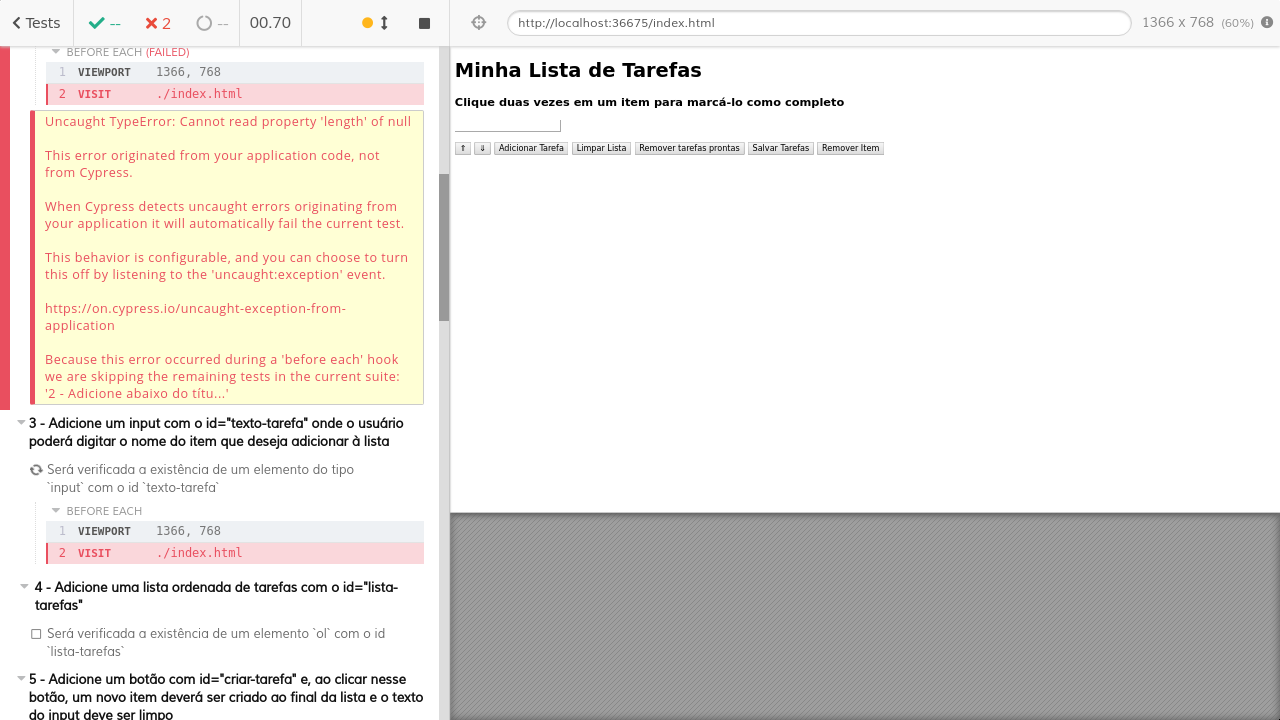 Tests
--
2
--
00.70
http://localhost:36675/index.html
1366 x 768 (60%)
BEFORE EACH (FAILED)
1 VIEWPORT 1366, 768
2 VISIT ./index.html
Uncaught TypeError: Cannot read property 'length' of null
This error originated from your application code, not
from Cypress.
When Cypress detects uncaught errors originating from
your application it will automatically fail the current test.
This behavior is configurable, and you can choose to turn
this off by listening to the 'uncaught:exception' event.
https://on.cypress.io/uncaught-exception-from-
application
Because this error occurred during a 'before each' hook
we are skipping the remaining tests in the current suite:
'2 - Adicione abaixo do títu...'
3 - Adicione um input com o id="texto-tarefa" onde o usuário
poderá digitar o nome do item que deseja adicionar à lista
Será verificada a existência de um elemento do tipo
`input` com o id `texto-tarefa`
BEFORE EACH
1 VIEWPORT 1366, 768
2 VISIT ./index.html
4 - Adicione uma lista ordenada de tarefas com o id="lista-
tarefas"
Será verificada a existência de um elemento `ol` com o id
`lista-tarefas`
5 - Adicione um botão com id="criar-tarefa" e, ao clicar nesse
botão, um novo item deverá ser criado ao final da lista e o texto
do input deve ser limpo
Minha Lista de Tarefas
Clique duas vezes em um item para marcá-lo como completo
⇑ ⇓ Adicionar Tarefa Limpar Lista Remover tarefas prontas Salvar Tarefas Remover Item